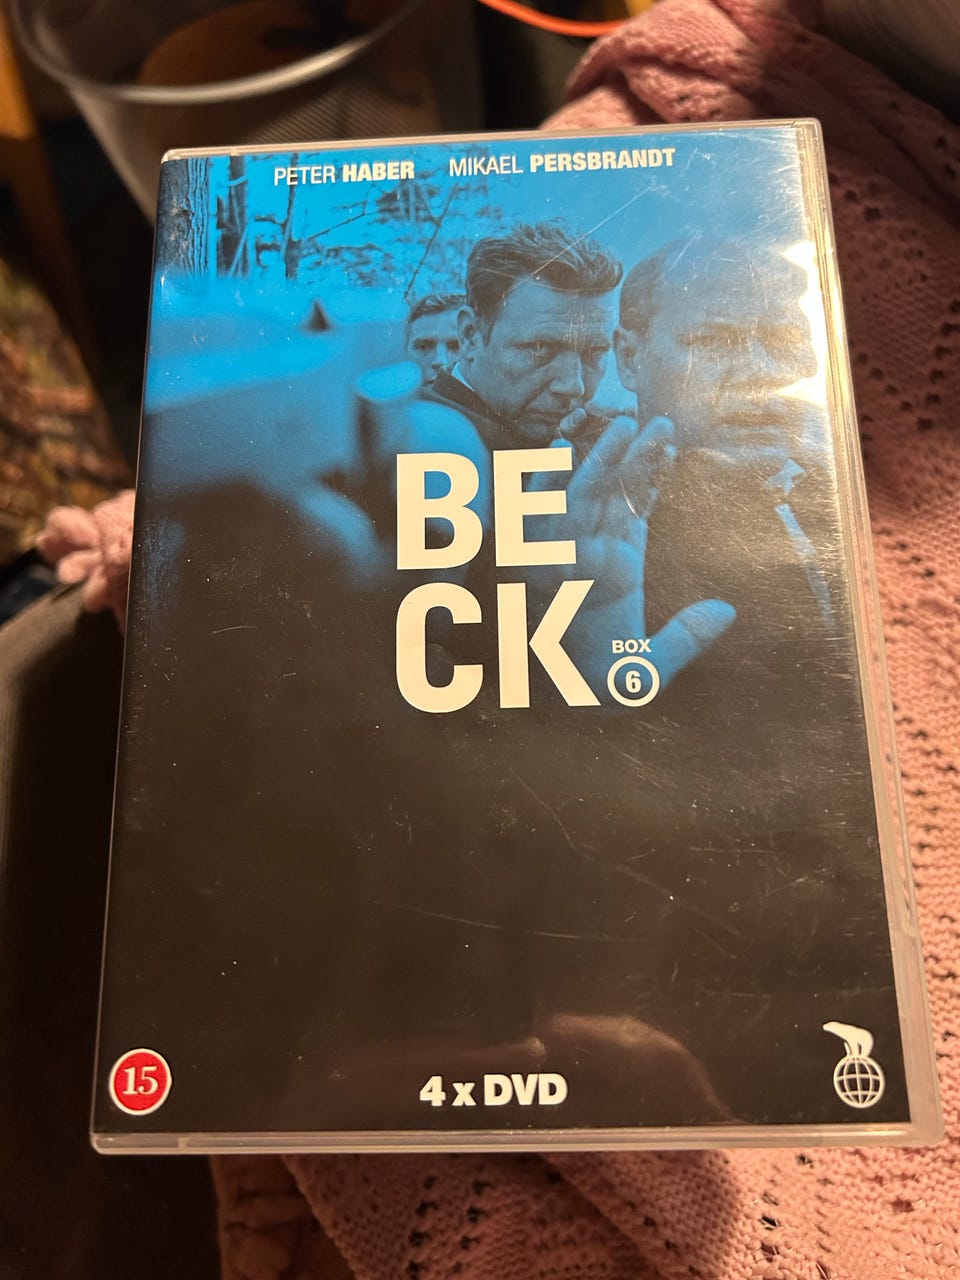 PETER HABER MIKAEL PERSBRANDT
BE
CK
BOX
6
15
4 x DVD